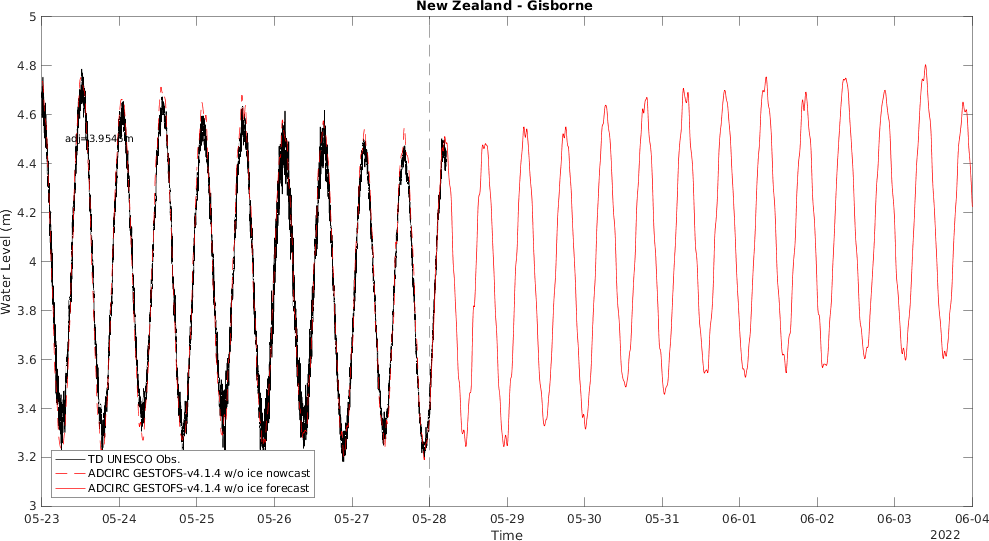 New Zealand - Gisborne
Water Level (m)
5
4.8
4.6
4.4
4.2
4
3.8
3.6
3.4
3.2
3
TD UNESCO Obs.
ADCIRC GESTOFS-v4.1.4 w/o ice nowcast
ADCIRC GESTOFS-v4.1.4 w/o ice forecast
05-23 05-24 05-25 05-26 05-27 05-28 05-29 05-30 05-31 06-01 06-02 06-03 06-04
Time
2022